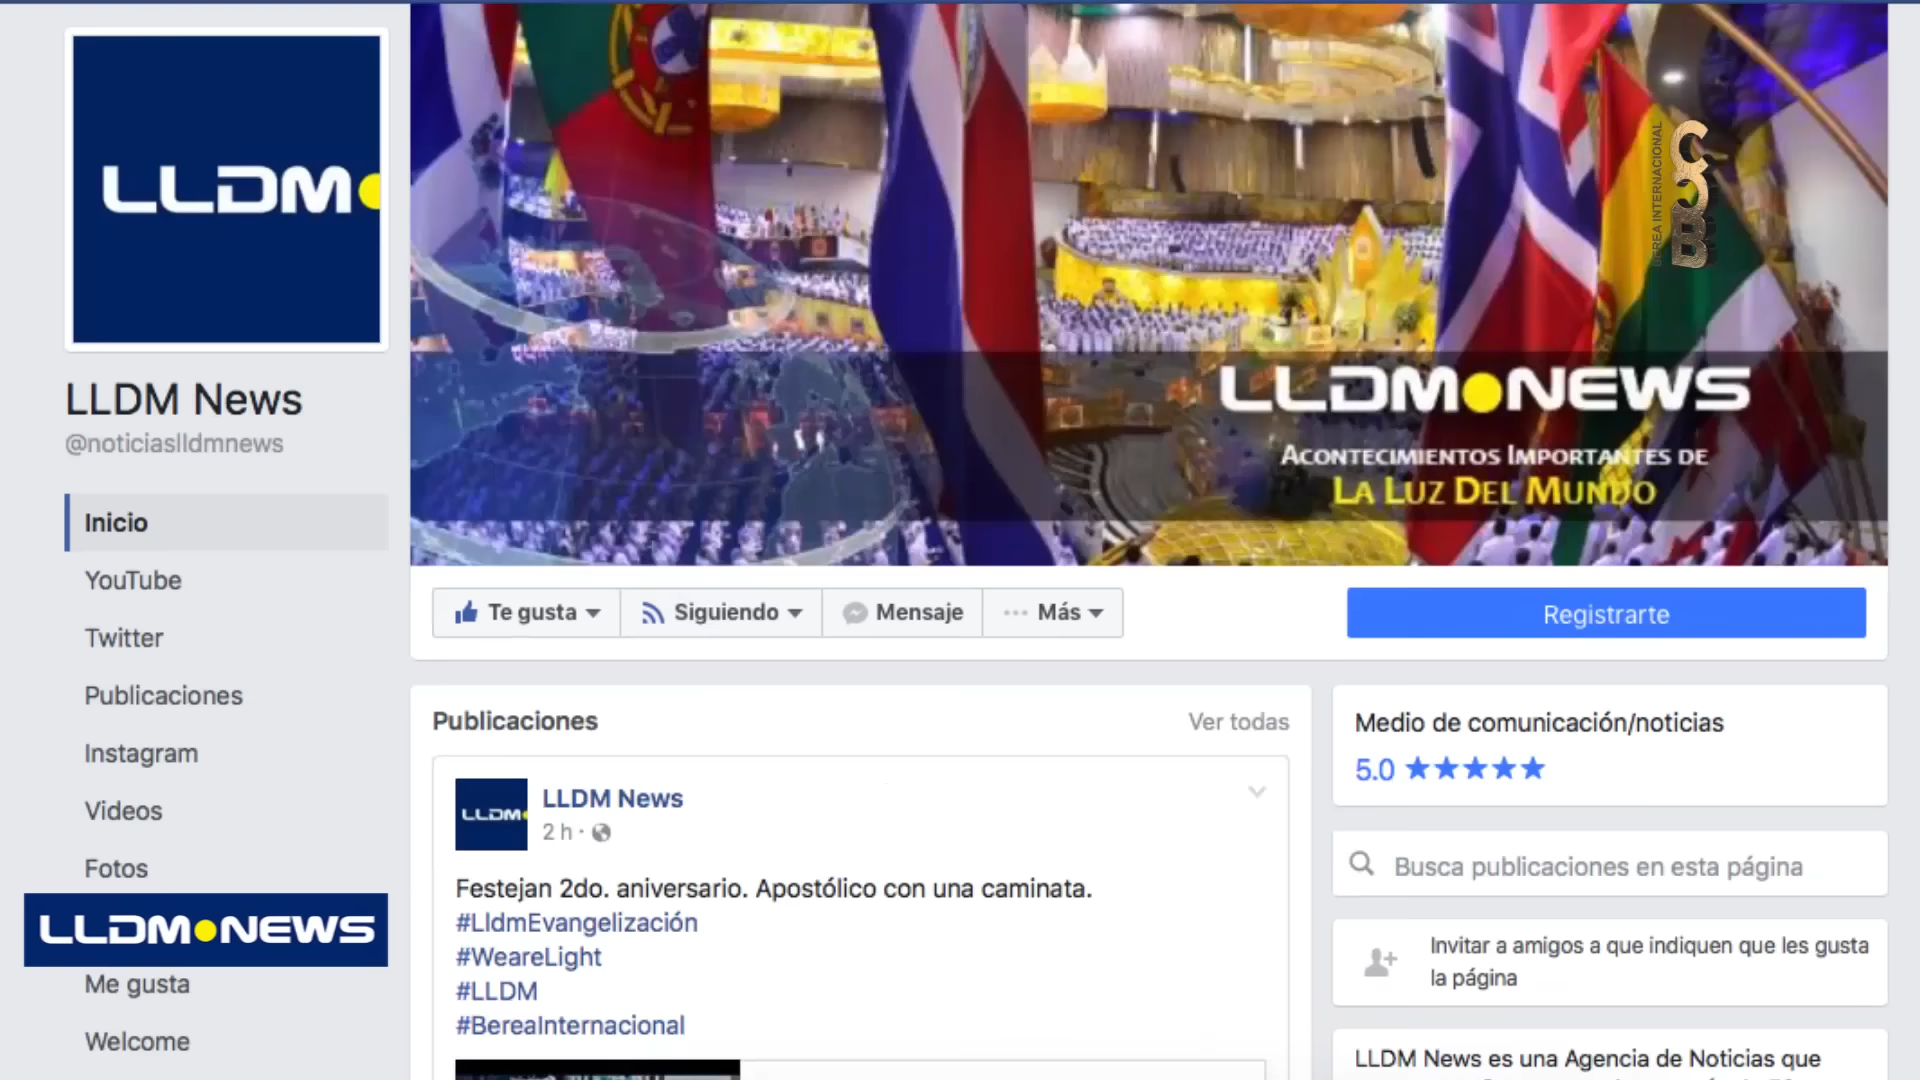 LLDM
LLDM News
@noticiaslldmnews
Inicio
YouTube
Twitter
Publicaciones
Instagram
Videos
Fotos
LLDM NEWS
Me gusta
Welcome
BEREA INTERNACIONAL
LLDM NEWS
ACONTECIMIENTOS IMPORTANTES DE
LA LUZ DEL MUNDO
Te gusta
Siguiendo
Mensaje
Más
Registrarte
Publicaciones
Ver todas
LLDM
LLDM News
2 h ·
Festejan 2do. aniversario. Apostólico con una caminata.
#LldmEvangelización
#WeareLight
#LLDM
#BereaInternacional
Medio de comunicación/noticias
5.0
Busca publicaciones en esta página
Invitar a amigos a que indiquen que les gusta
la página
LLDM News es una Agencia de Noticias que